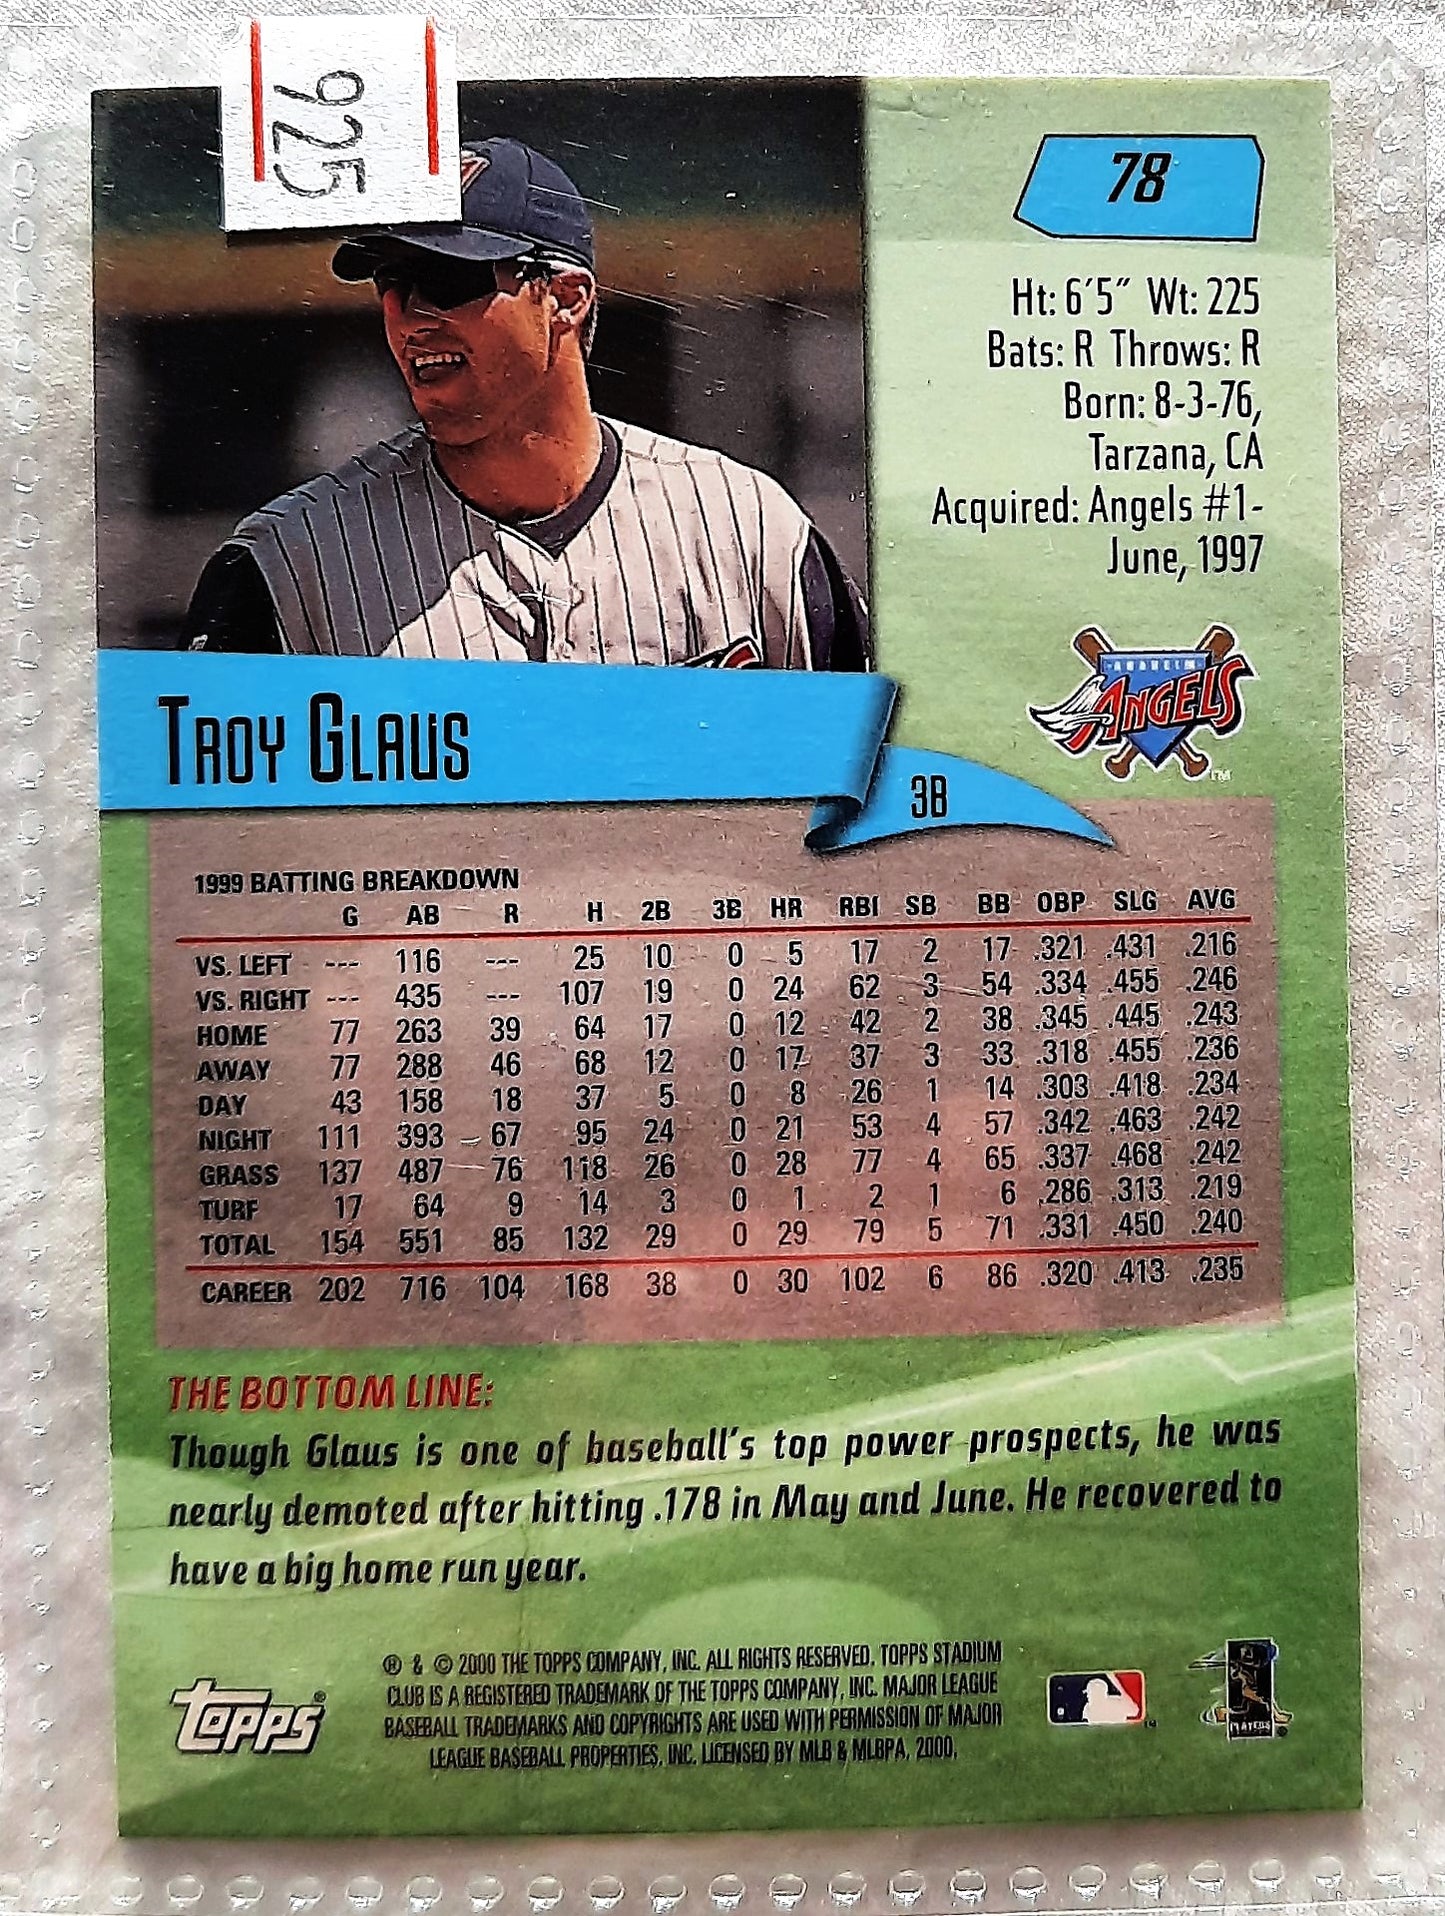 925
78
Ht: 6'5" Wt: 225
Bats: R Throws: R
Born: 8-3-76,
Tarzana, CA
Acquired: Angels #1-
June, 1997
ANAHEIM
ANGELS
TM
TROY GLAUS
3B
1999 BATTING BREAKDOWN
G AB R H 2B 3B HR RBI SB BB OBP SLG AVG
VS. LEFT --- 116 --- 25 10 0 5 17 2 17 .321 .431 .216
VS. RIGHT --- 435 --- 107 19 0 24 62 3 54 .334 .455 .246
HOME 77 263 39 64 17 0 12 42 2 38 .345 .445 .243
AWAY 77 288 46 68 12 0 17 37 3 33 .318 .455 .236
DAY 43 158 18 37 5 0 8 26 1 14 .303 .418 .234
NIGHT 111 393 67 95 24 0 21 53 4 57 .342 .463 .242
GRASS 137 487 76 118 26 0 28 77 4 65 .337 .468 .242
TURF 17 64 9 14 3 0 1 2 1 6 .286 .313 .219
TOTAL 154 551 85 132 29 0 29 79 5 71 .331 .450 .240
CAREER 202 716 104 168 38 0 30 102 6 86 .320 .413 .235
THE BOTTOM LINE:
Though Glaus is one of baseball's top power prospects, he was
nearly demoted after hitting .178 in May and June. He recovered to
have a big home run year.
® & © 2000 THE TOPPS COMPANY, INC. ALL RIGHTS RESERVED. TOPPS STADIUM
CLUB IS A REGISTERED TRADEMARK OF THE TOPPS COMPANY, INC. MAJOR LEAGUE
BASEBALL TRADEMARKS AND COPYRIGHTS ARE USED WITH PERMISSION OF MAJOR
LEAGUE BASEBALL PROPERTIES, INC. LICENSED BY MLB & MLBPA, 2000.
topps®
TM
PLAYERS
®